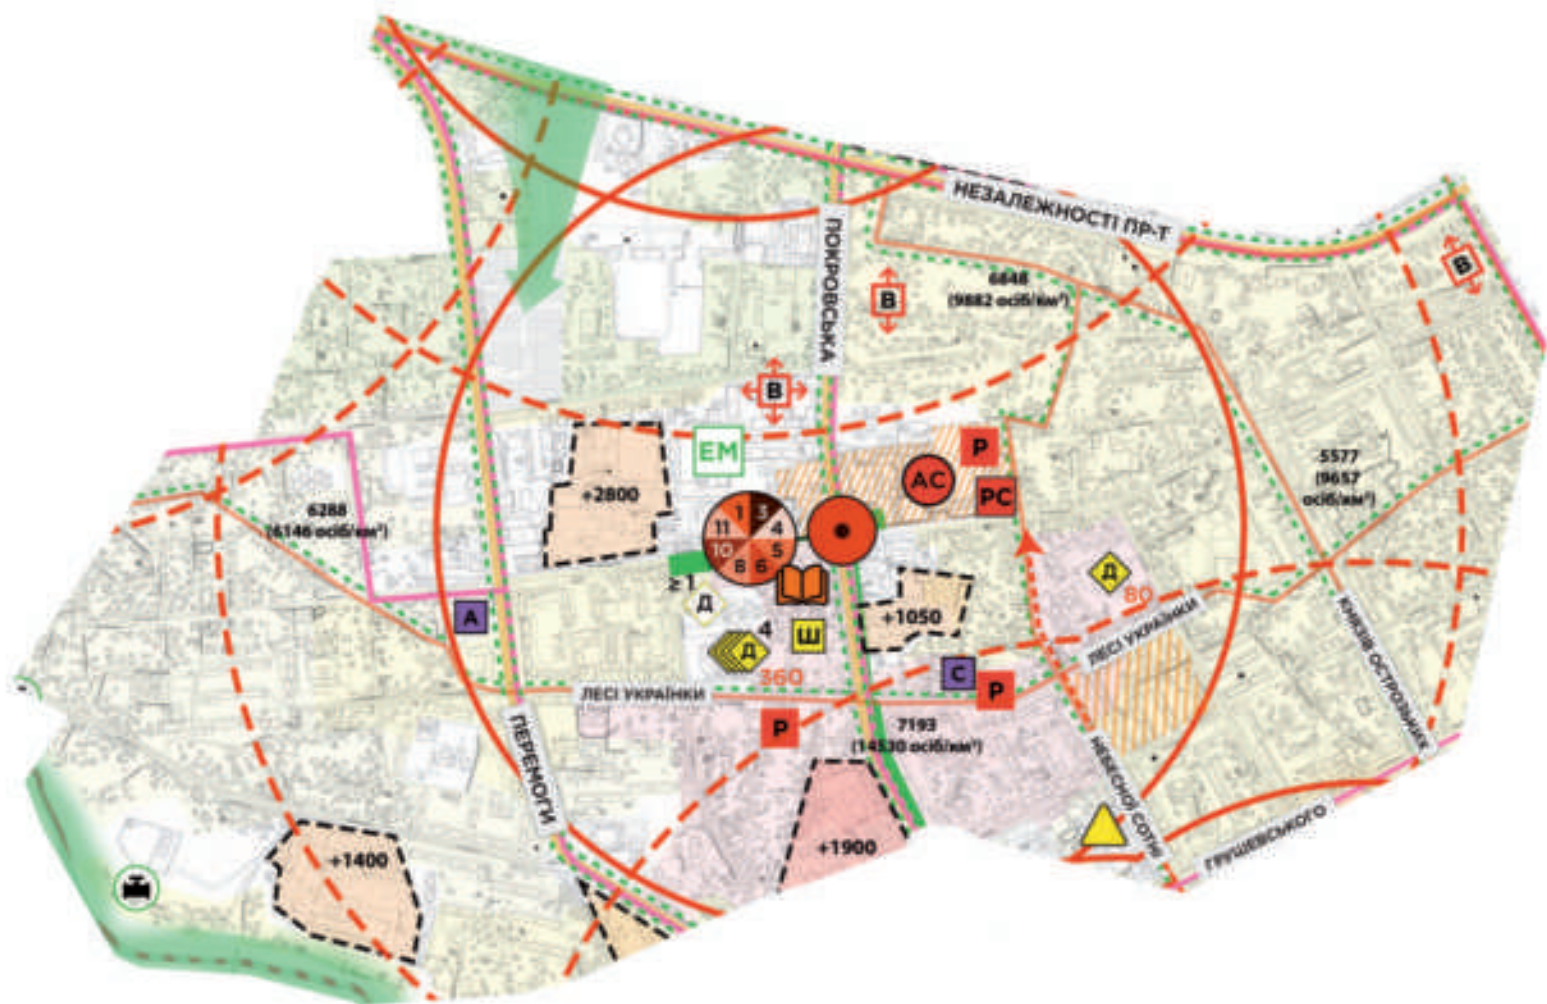 НЕЗАЛЕЖНОСТІ ПР-Т
ПОКРОВСЬКА
В
В
6848
(9882 осіб/км²)
В
ЕМ
Р
АС
РС
+2800
5577
(9657
осіб/км²)
6288
(6146 осіб/км²)
1
3
11
4
10
5
8
6
≥ 1
Д
Д
80
А
+1050
4
Ш
Д
360
С
Р
ЛЕСІ УКРАЇНКИ
ЛЕСІ УКРАЇНКИ
КНЯЗІВ ОСТРОЗЬКИХ
Р
7193
(14530 осіб/км²)
ПЕРЕМОГИ
НЕБЕСНОЇ СОТНІ
ГРУШЕВСЬКОГО
+1400
+1900